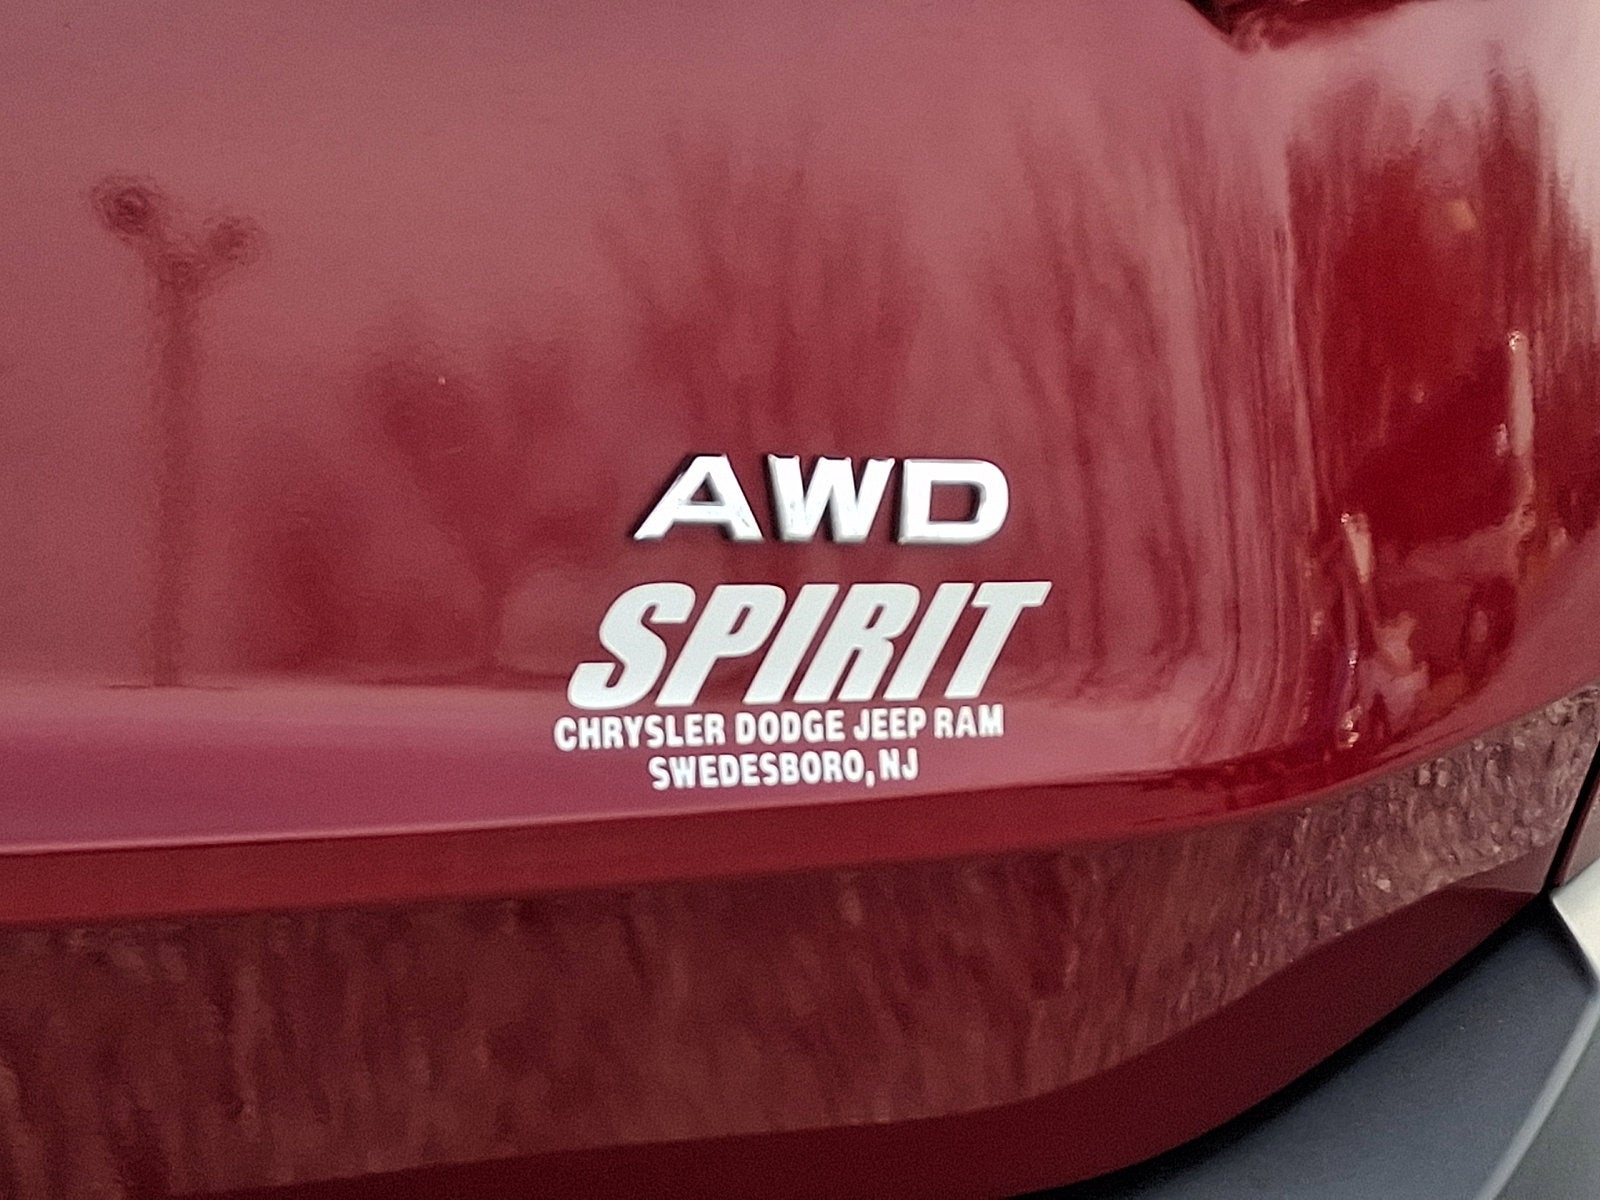 AWD
SPIRIT
CHRYSLER DODGE JEEP RAM
SWEDESBORO, NJ